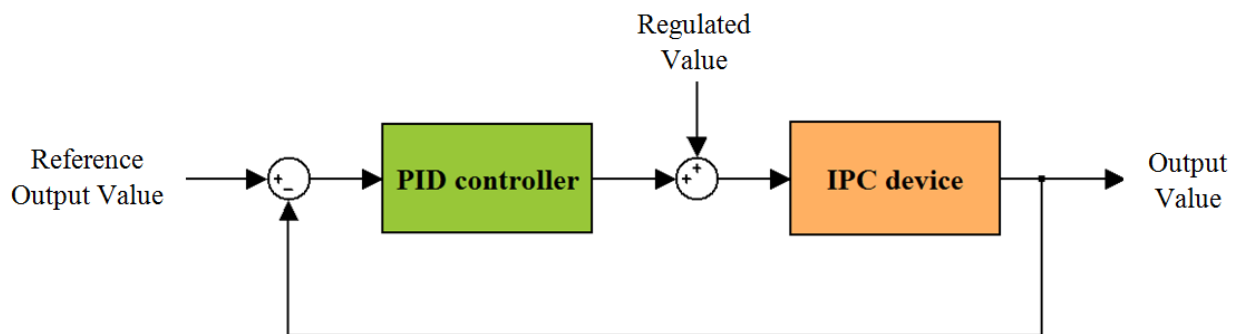 Regulated
Value
Reference
Output Value
+
−
PID controller
+
+
IPC device
Output
Value